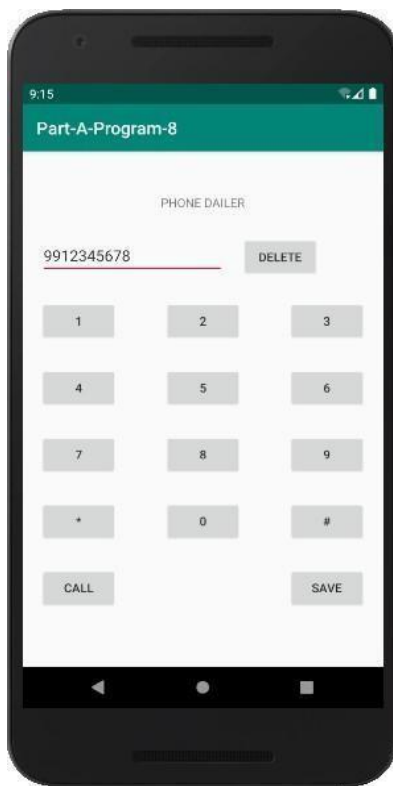 9:15
Part-A-Program-8
PHONE DAILER
9912345678 DELETE
1 2 3
4 5 6
7 8 9
* 0 #
CALL SAVE